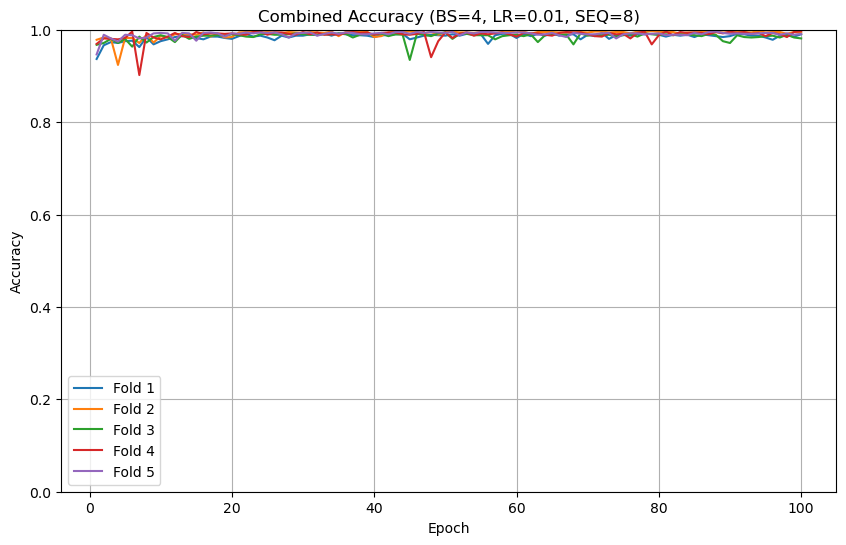 Combined Accuracy (BS=4, LR=0.01, SEQ=8)
1.0
0.8
0.6
0.4
0.2
0.0
Accuracy
Fold 1
Fold 2
Fold 3
Fold 4
Fold 5
0 20 40 60 80 100
Epoch